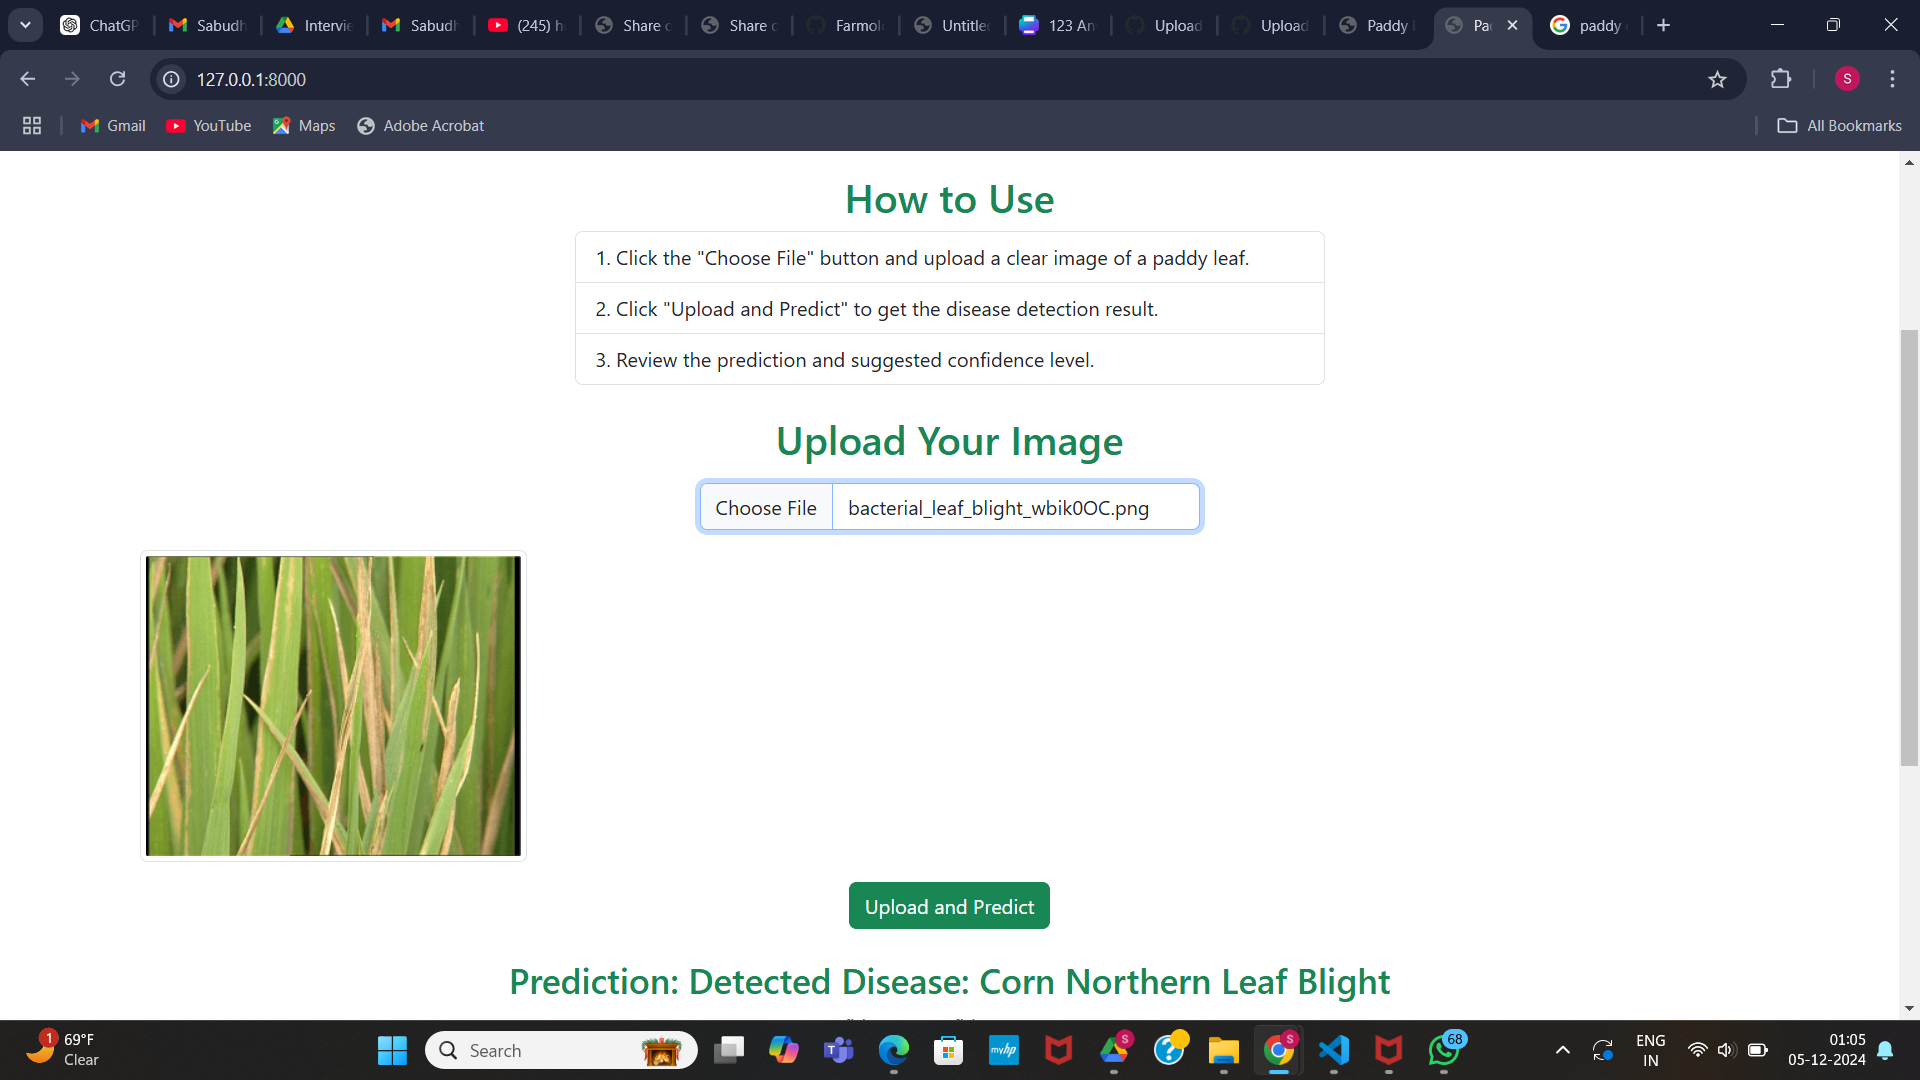 ChatGP
Sabudh
Intervie
Sabudh
(245) h
Share c
Share c
Farmol
Untitle
123 An
Upload
Upload
Paddy
Pa
paddy
127.0.0.1:8000
S
Gmail
YouTube
Maps
Adobe Acrobat
All Bookmarks
How to Use
1. Click the "Choose File" button and upload a clear image of a paddy leaf.
2. Click "Upload and Predict" to get the disease detection result.
3. Review the prediction and suggested confidence level.
Upload Your Image
Choose File
bacterial_leaf_blight_wbik0OC.png
Upload and Predict
Prediction: Detected Disease: Corn Northern Leaf Blight
1
69°F
Clear
Search
myhp
S
S
68
ENG
IN
01:05
05-12-2024